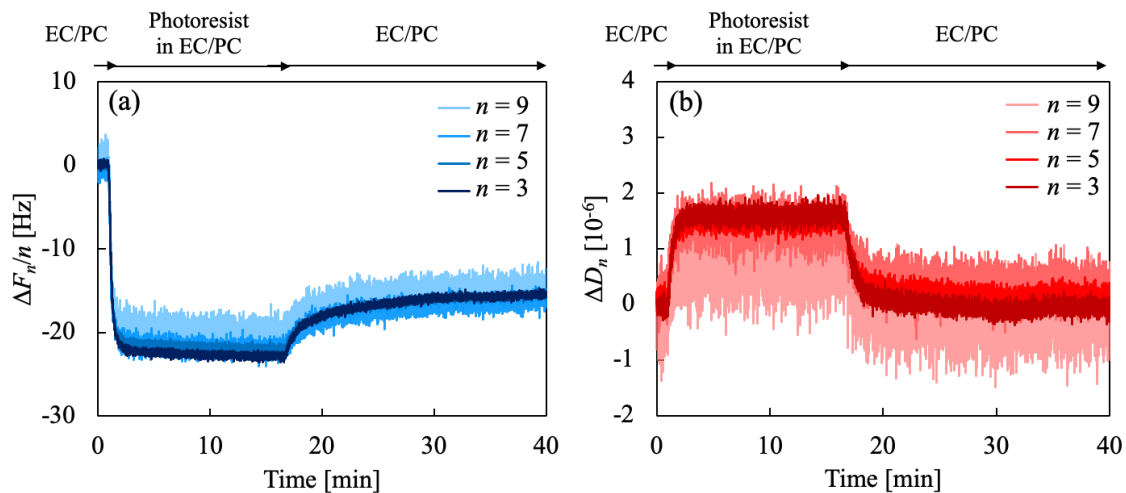 EC/PC
Photoresist
in EC/PC
EC/PC
(a)
n = 9
n = 7
n = 5
n = 3
10
0
-10
-20
-30
ΔFn/n [Hz]
0 10 20 30 40
Time [min]
EC/PC
Photoresist
in EC/PC
EC/PC
(b)
n = 9
n = 7
n = 5
n = 3
4
3
2
1
0
-1
-2
ΔDn [10-6]
0 10 20 30 40
Time [min]